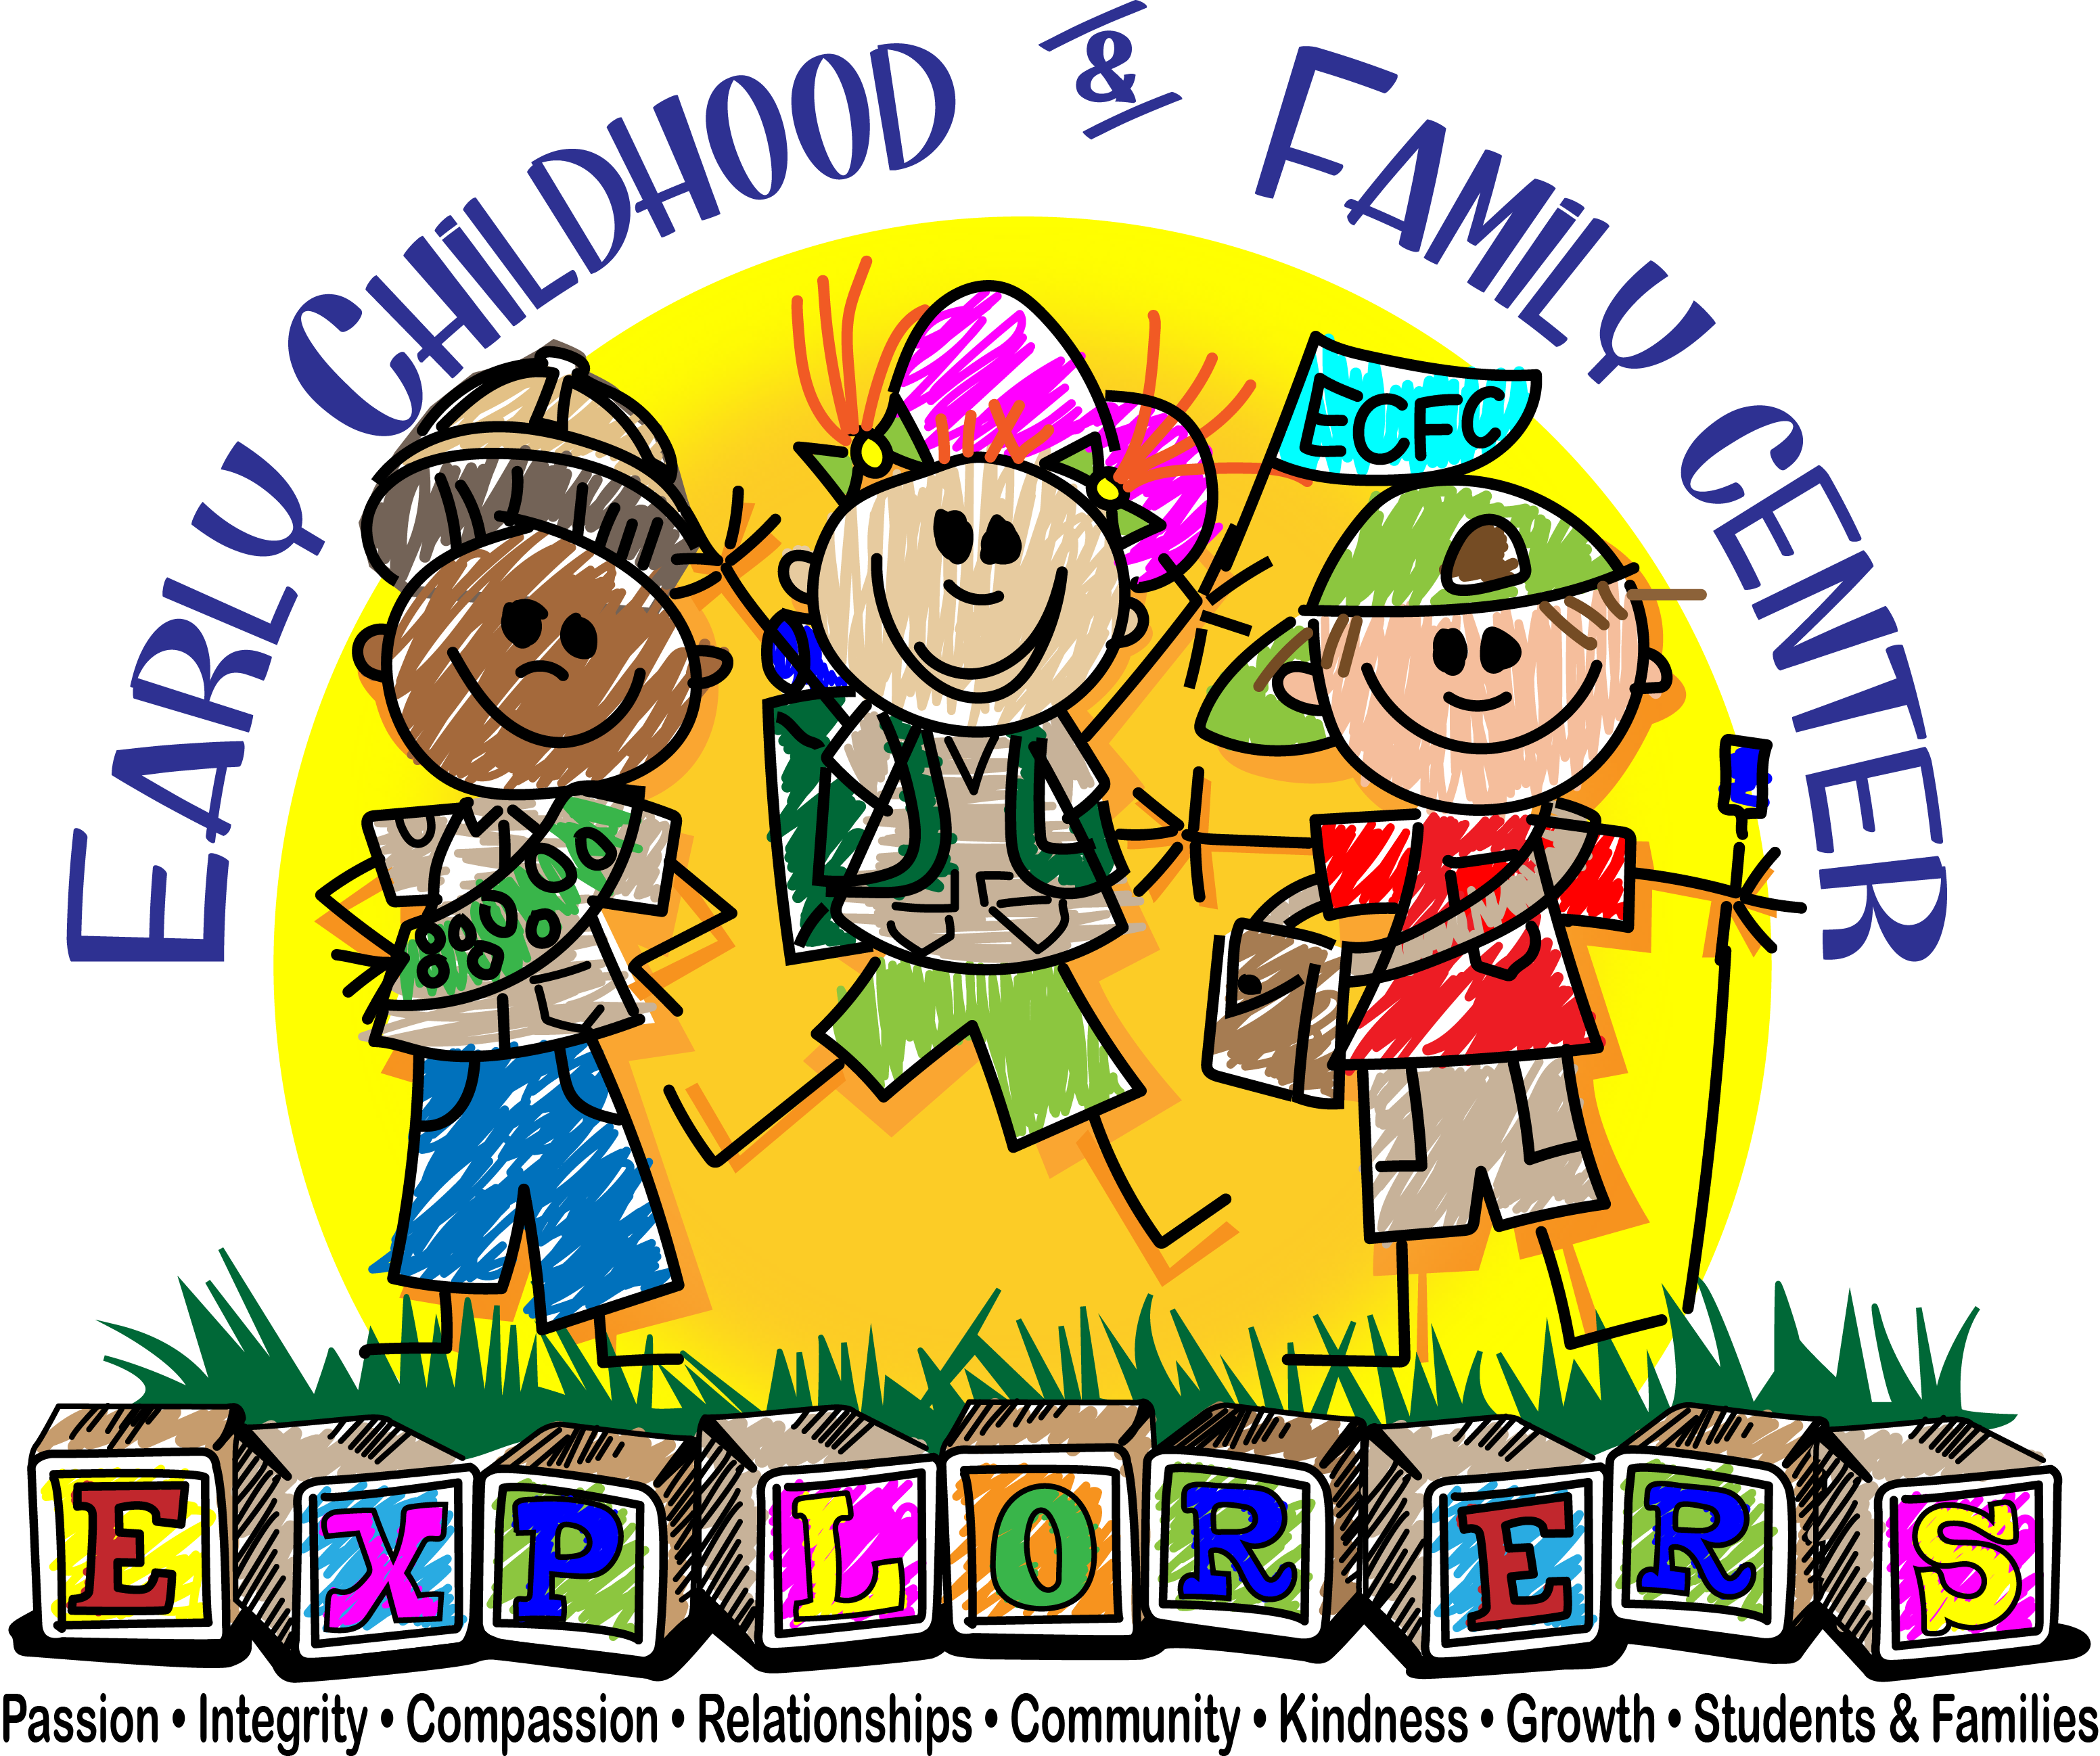 EARLY CHILDHOOD & FAMILY CENTER
ECFC
EXPLORERS
Passion • Integrity • Compassion • Relationships • Community • Kindness • Growth • Students & Families